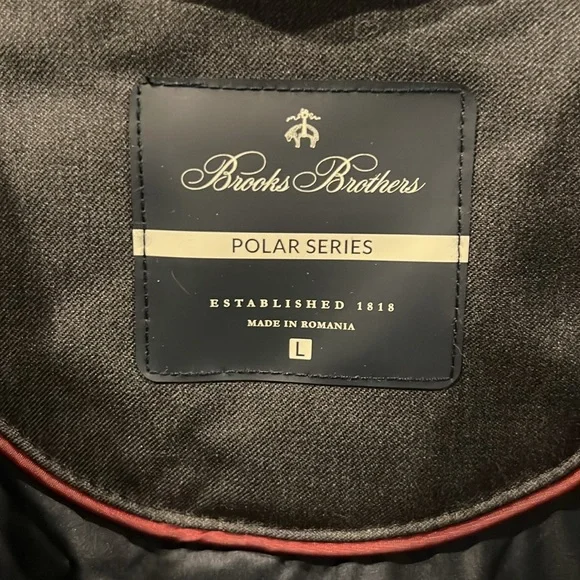 Brooks Brothers
POLAR SERIES
ESTABLISHED 1818
MADE IN ROMANIA
L